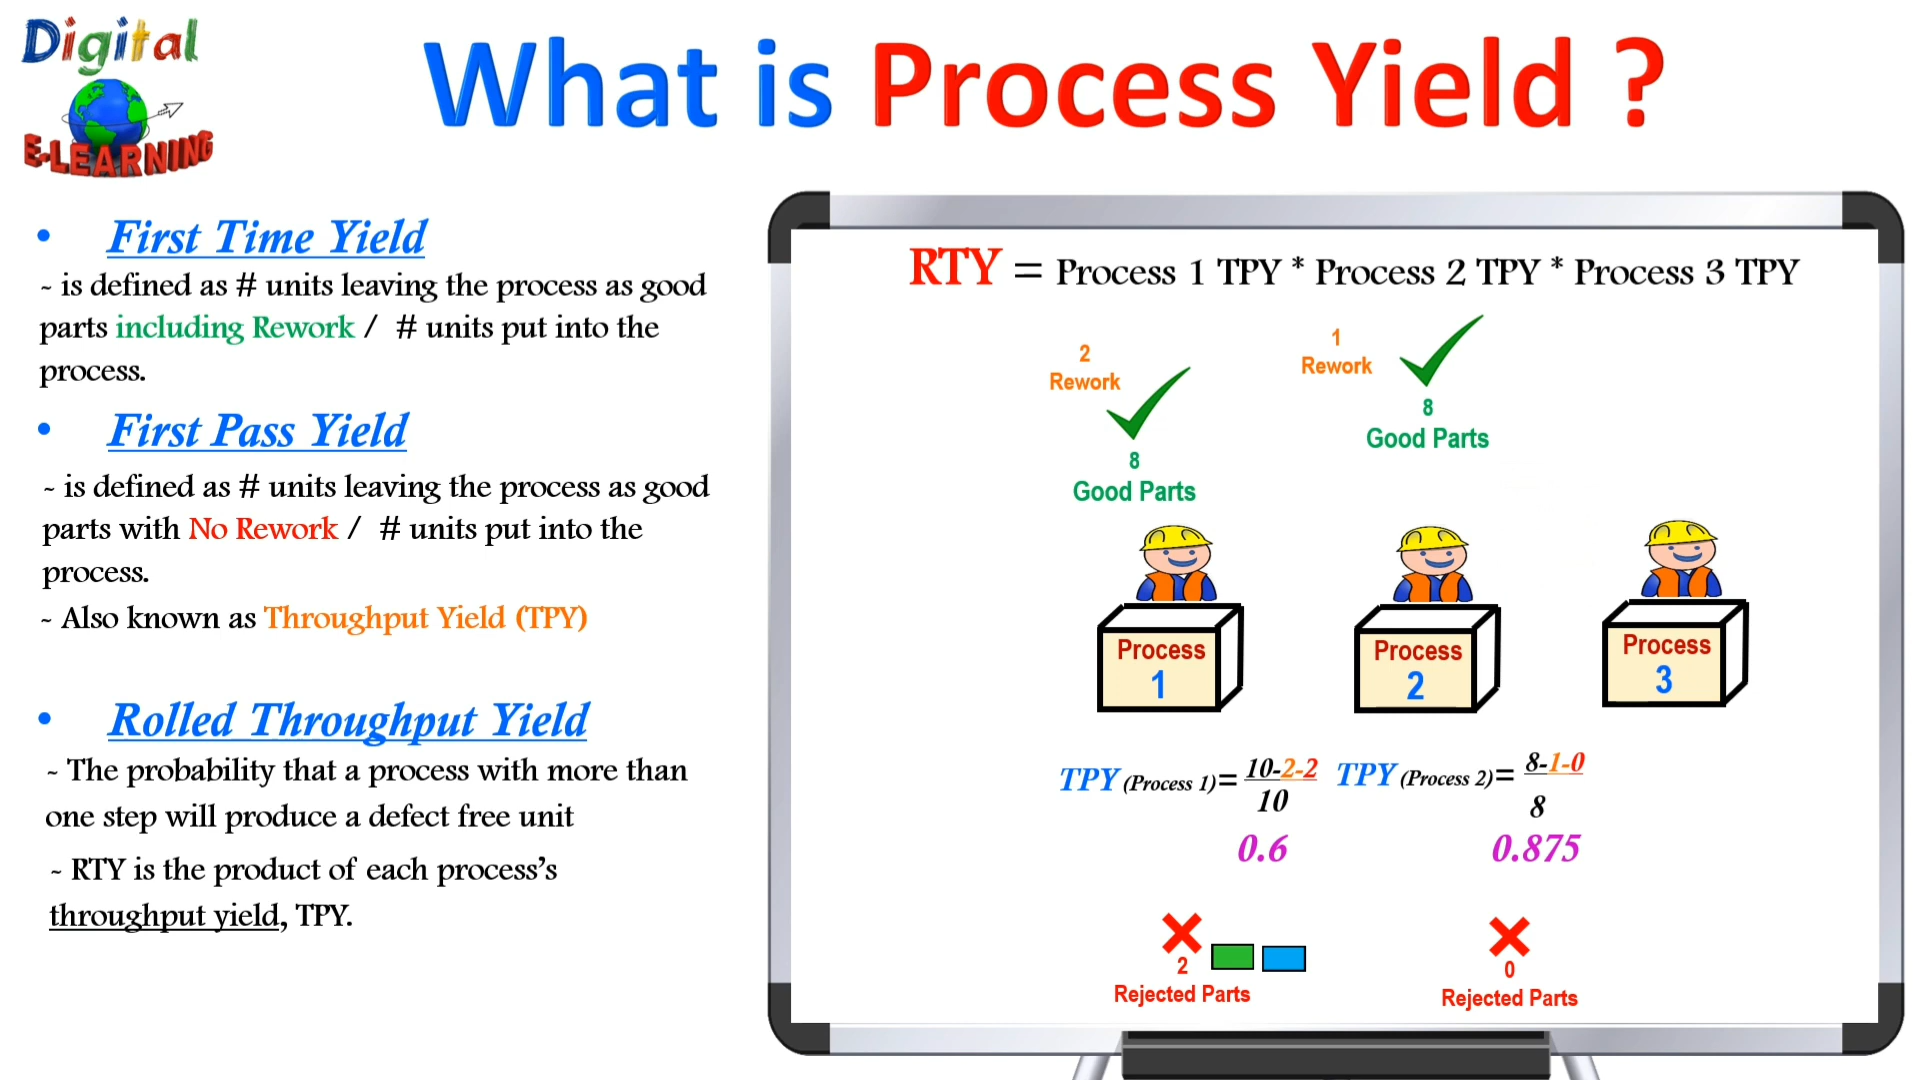 Digital
E-LEARNING
What is Process Yield ?
• First Time Yield
~ is defined as # units leaving the process as good
parts including Rework / # units put into the
process.
• First Pass Yield
~ is defined as # units leaving the process as good
parts with No Rework / # units put into the
process.
~ Also known as Throughput Yield (TPY)
• Rolled Throughput Yield
~ The probability that a process with more than
one step will produce a defect free unit
~ RTY is the product of each process’s
throughput yield, TPY.
RTY = Process 1 TPY * Process 2 TPY * Process 3 TPY
2
Rework
8
Good Parts
1
Rework
8
Good Parts
Process
1
Process
2
Process
3
TPY (Process 1)= 10-2-2
10
0.6
TPY (Process 2)= 8-1-0
8
0.875
2
Rejected Parts
0
Rejected Parts